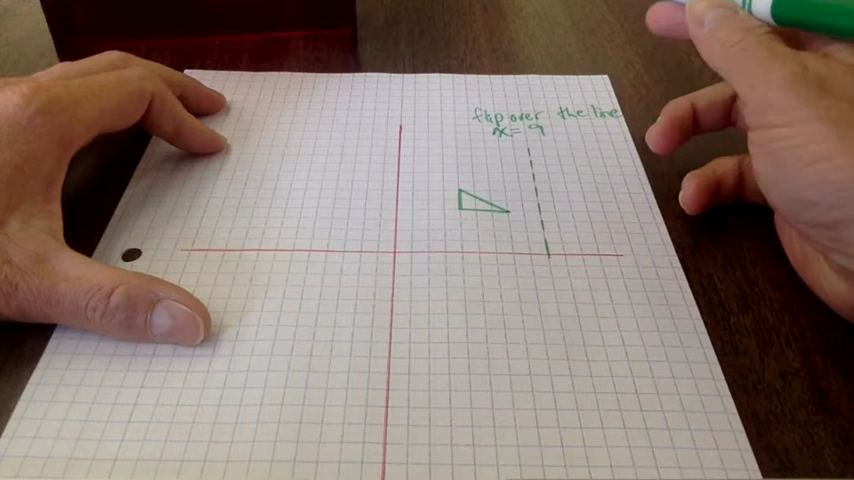 flip over the line
x = 9